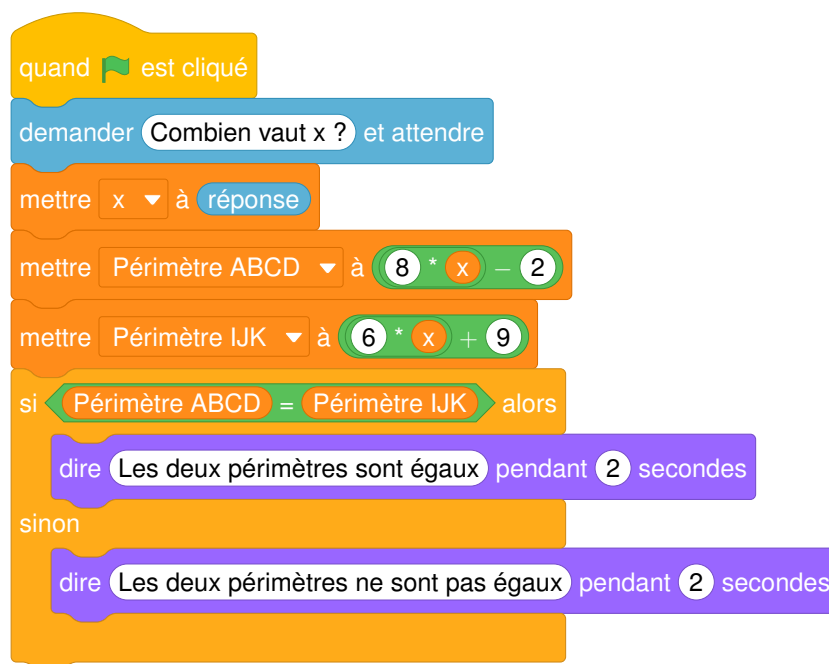 quand est cliqué
demander Combien vaut x ? et attendre
mettre x à réponse
mettre Périmètre ABCD à 8 * x − 2
mettre Périmètre IJK à 6 * x + 9
si Périmètre ABCD = Périmètre IJK alors
dire Les deux périmètres sont égaux pendant 2 secondes
sinon
dire Les deux périmètres ne sont pas égaux pendant 2 secondes